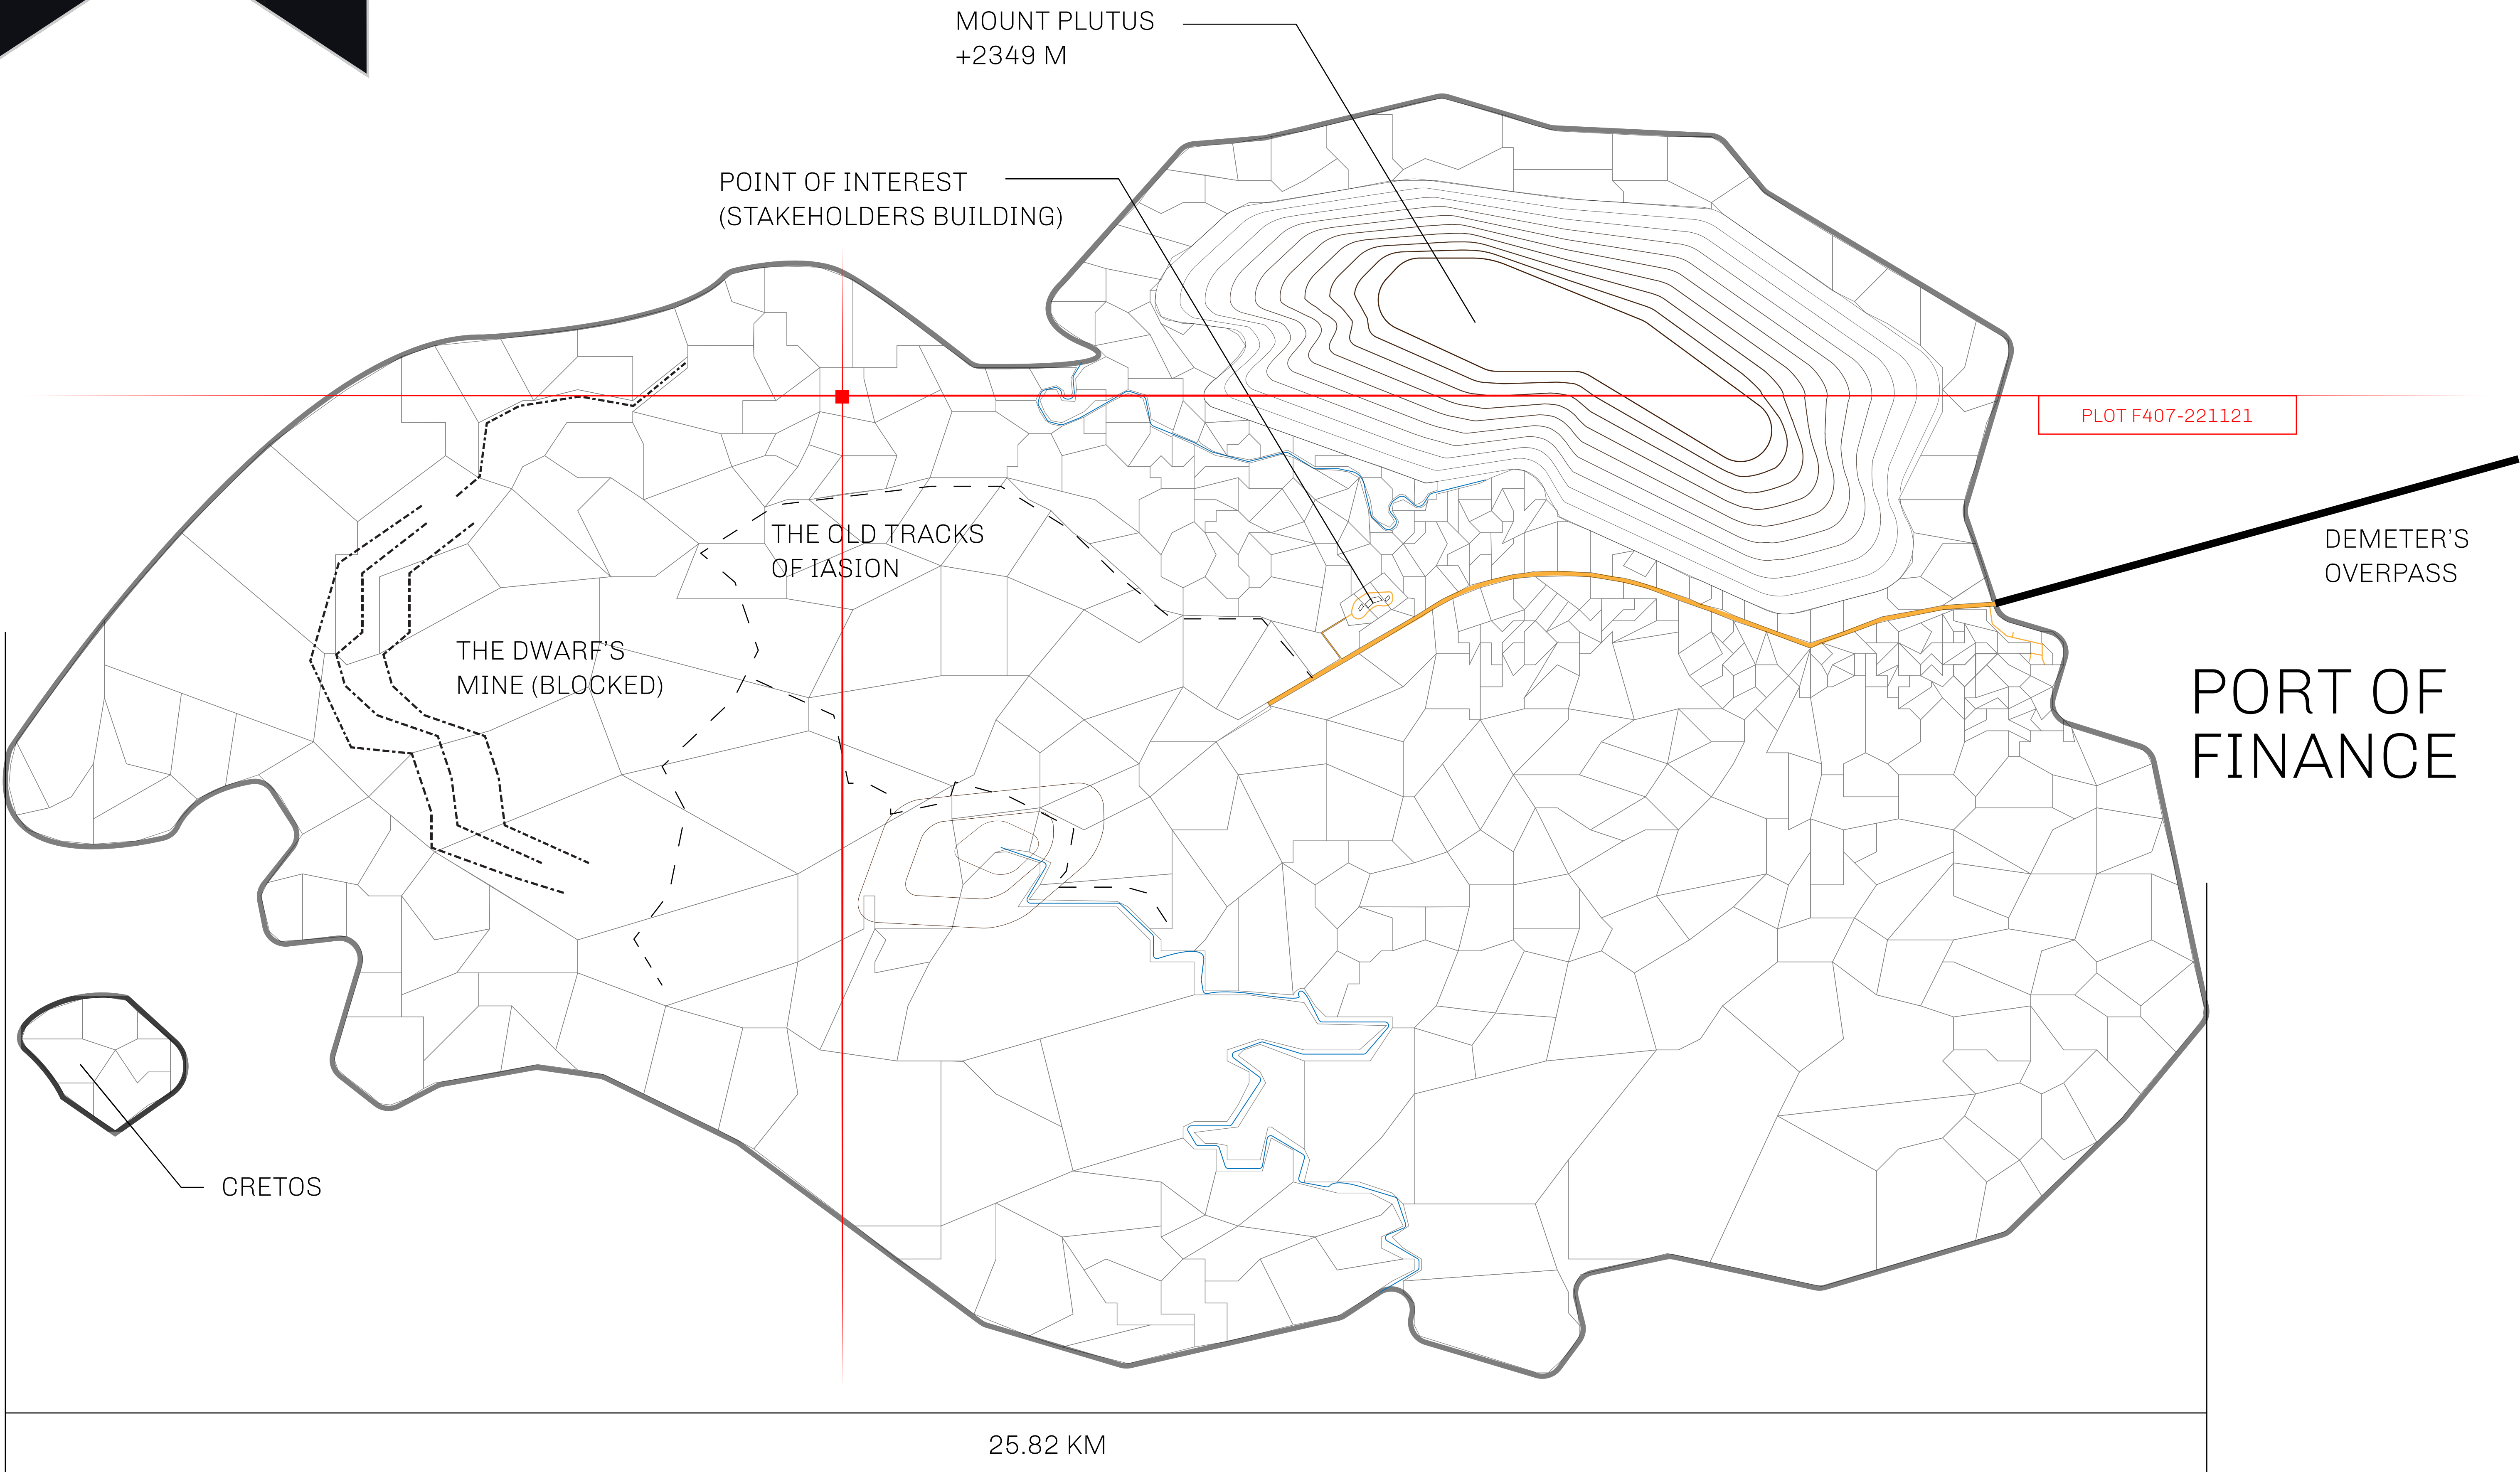 MOUNT PLUTUS
+2349 M
POINT OF INTEREST
(STAKEHOLDERS BUILDING)
PLOT F407-221121
THE OLD TRACKS
OF IASION
DEMETER'S
OVERPASS
THE DWARF'S
MINE (BLOCKED)
PORT OF
FINANCE
CRETOS
25.82 KM